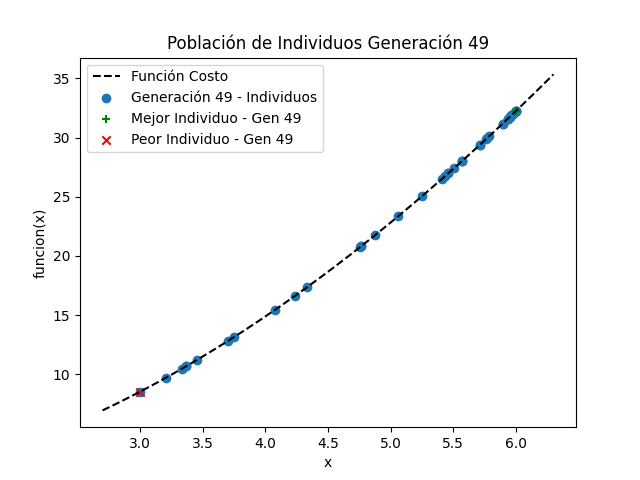 Población de Individuos Generación 49
Función Costo
Generación 49 - Individuos
Mejor Individuo - Gen 49
Peor Individuo - Gen 49
35
30
25
20
15
10
funcion(x)
3.0 3.5 4.0 4.5 5.0 5.5 6.0
x